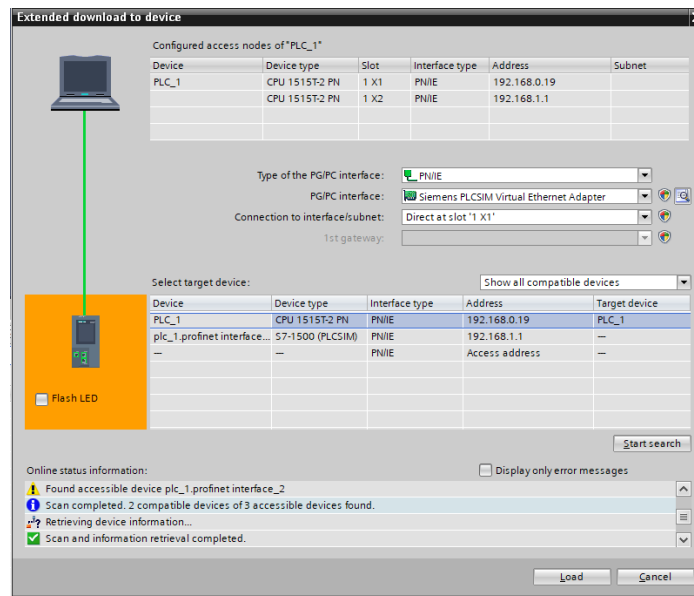 Extended download to device
Configured access nodes of "PLC_1"
Device Device type Slot Interface type Address Subnet
PLC_1 CPU 1515T-2 PN 1 X1 PN/IE 192.168.0.19
CPU 1515T-2 PN 1 X2 PN/IE 192.168.1.1
Type of the PG/PC interface: PN/IE
PG/PC interface: Siemens PLCSIM Virtual Ethernet Adapter
Connection to interface/subnet: Direct at slot '1 X1'
1st gateway:
Select target device: Show all compatible devices
Device Device type Interface type Address Target device
PLC_1 CPU 1515T-2 PN PN/IE 192.168.0.19 PLC_1
plc_1.profinet interface... S7-1500 (PLCSIM) PN/IE 192.168.1.1 —
— — PN/IE Access address —
Flash LED
Start search
Online status information: Display only error messages
Found accessible device plc_1.profinet interface_2
Scan completed. 2 compatible devices of 3 accessible devices found.
Retrieving device information...
Scan and information retrieval completed.
Load Cancel